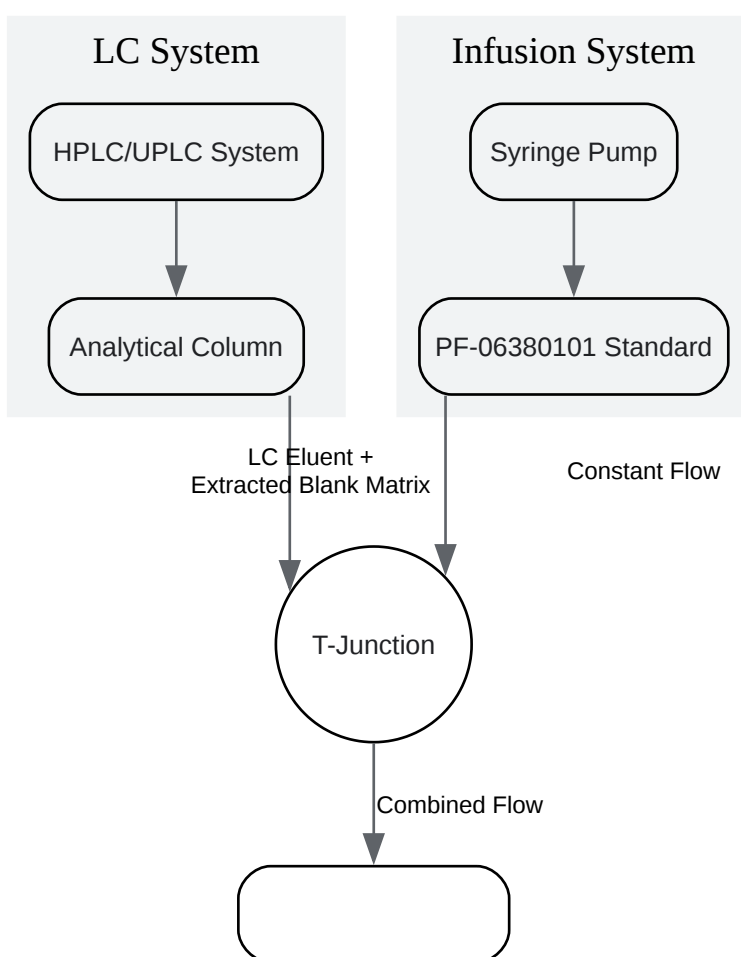 LC System
HPLC/UPLC System
Analytical Column
Infusion System
Syringe Pump
PF-06380101 Standard
LC Eluent +
Extracted Blank Matrix
Constant Flow
T-Junction
Combined Flow